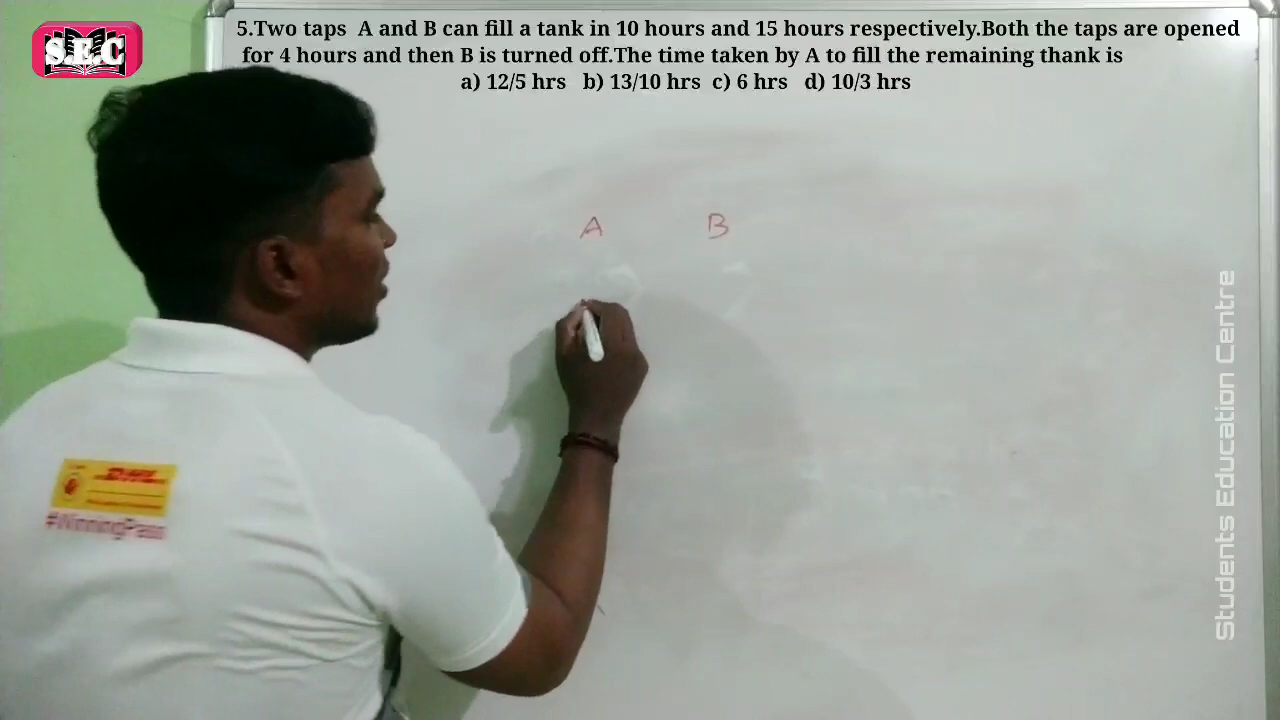 5.Two taps A and B can fill a tank in 10 hours and 15 hours respectively.Both the taps are opened
for 4 hours and then B is turned off.The time taken by A to fill the remaining thank is
a) 12/5 hrs b) 13/10 hrs c) 6 hrs d) 10/3 hrs
S.E.C
A B
#WinningPass
Students Education Centre